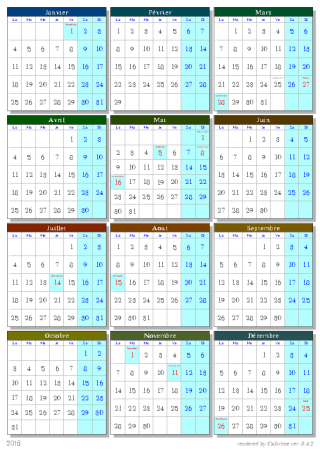 Janvier
Lu Ma Me Je Ve Sa Di
1 2 3
4 5 6 7 8 9 10
11 12 13 14 15 16 17
18 19 20 21 22 23 24
25 26 27 28 29 30 31
Février
Lu Ma Me Je Ve Sa Di
1 2 3 4 5 6 7
8 9 10 11 12 13 14
15 16 17 18 19 20 21
22 23 24 25 26 27 28
29
Mars
Lu Ma Me Je Ve Sa Di
1 2 3 4 5 6
7 8 9 10 11 12 13
14 15 16 17 18 19 20
21 22 23 24 25 26 27
28 29 30 31
Avril
Lu Ma Me Je Ve Sa Di
1 2 3
4 5 6 7 8 9 10
11 12 13 14 15 16 17
18 19 20 21 22 23 24
25 26 27 28 29 30
Mai
Lu Ma Me Je Ve Sa Di
1
2 3 4 5 6 7 8
9 10 11 12 13 14 15
16 17 18 19 20 21 22
23 24 25 26 27 28 29
30 31
Juin
Lu Ma Me Je Ve Sa Di
1 2 3 4 5
6 7 8 9 10 11 12
13 14 15 16 17 18 19
20 21 22 23 24 25 26
27 28 29 30
Juillet
Lu Ma Me Je Ve Sa Di
1 2 3
4 5 6 7 8 9 10
11 12 13 14 15 16 17
18 19 20 21 22 23 24
25 26 27 28 29 30 31
Aout
Lu Ma Me Je Ve Sa Di
1 2 3 4 5 6 7
8 9 10 11 12 13 14
15 16 17 18 19 20 21
22 23 24 25 26 27 28
29 30 31
Septembre
Lu Ma Me Je Ve Sa Di
1 2 3 4
5 6 7 8 9 10 11
12 13 14 15 16 17 18
19 20 21 22 23 24 25
26 27 28 29 30
Octobre
Lu Ma Me Je Ve Sa Di
1 2
3 4 5 6 7 8 9
10 11 12 13 14 15 16
17 18 19 20 21 22 23
24 25 26 27 28 29 30
31
Novembre
Lu Ma Me Je Ve Sa Di
1 2 3 4 5 6
7 8 9 10 11 12 13
14 15 16 17 18 19 20
21 22 23 24 25 26 27
28 29 30
Décembre
Lu Ma Me Je Ve Sa Di
1 2 3 4
5 6 7 8 9 10 11
12 13 14 15 16 17 18
19 20 21 22 23 24 25
26 27 28 29 30 31
2016
rendered by ver. 0.4.2